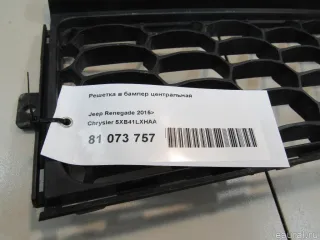 Решетка в бампер центральная
Jeep Renegade 2015>
Chrysler 5XB41LXHAA
81 073 757